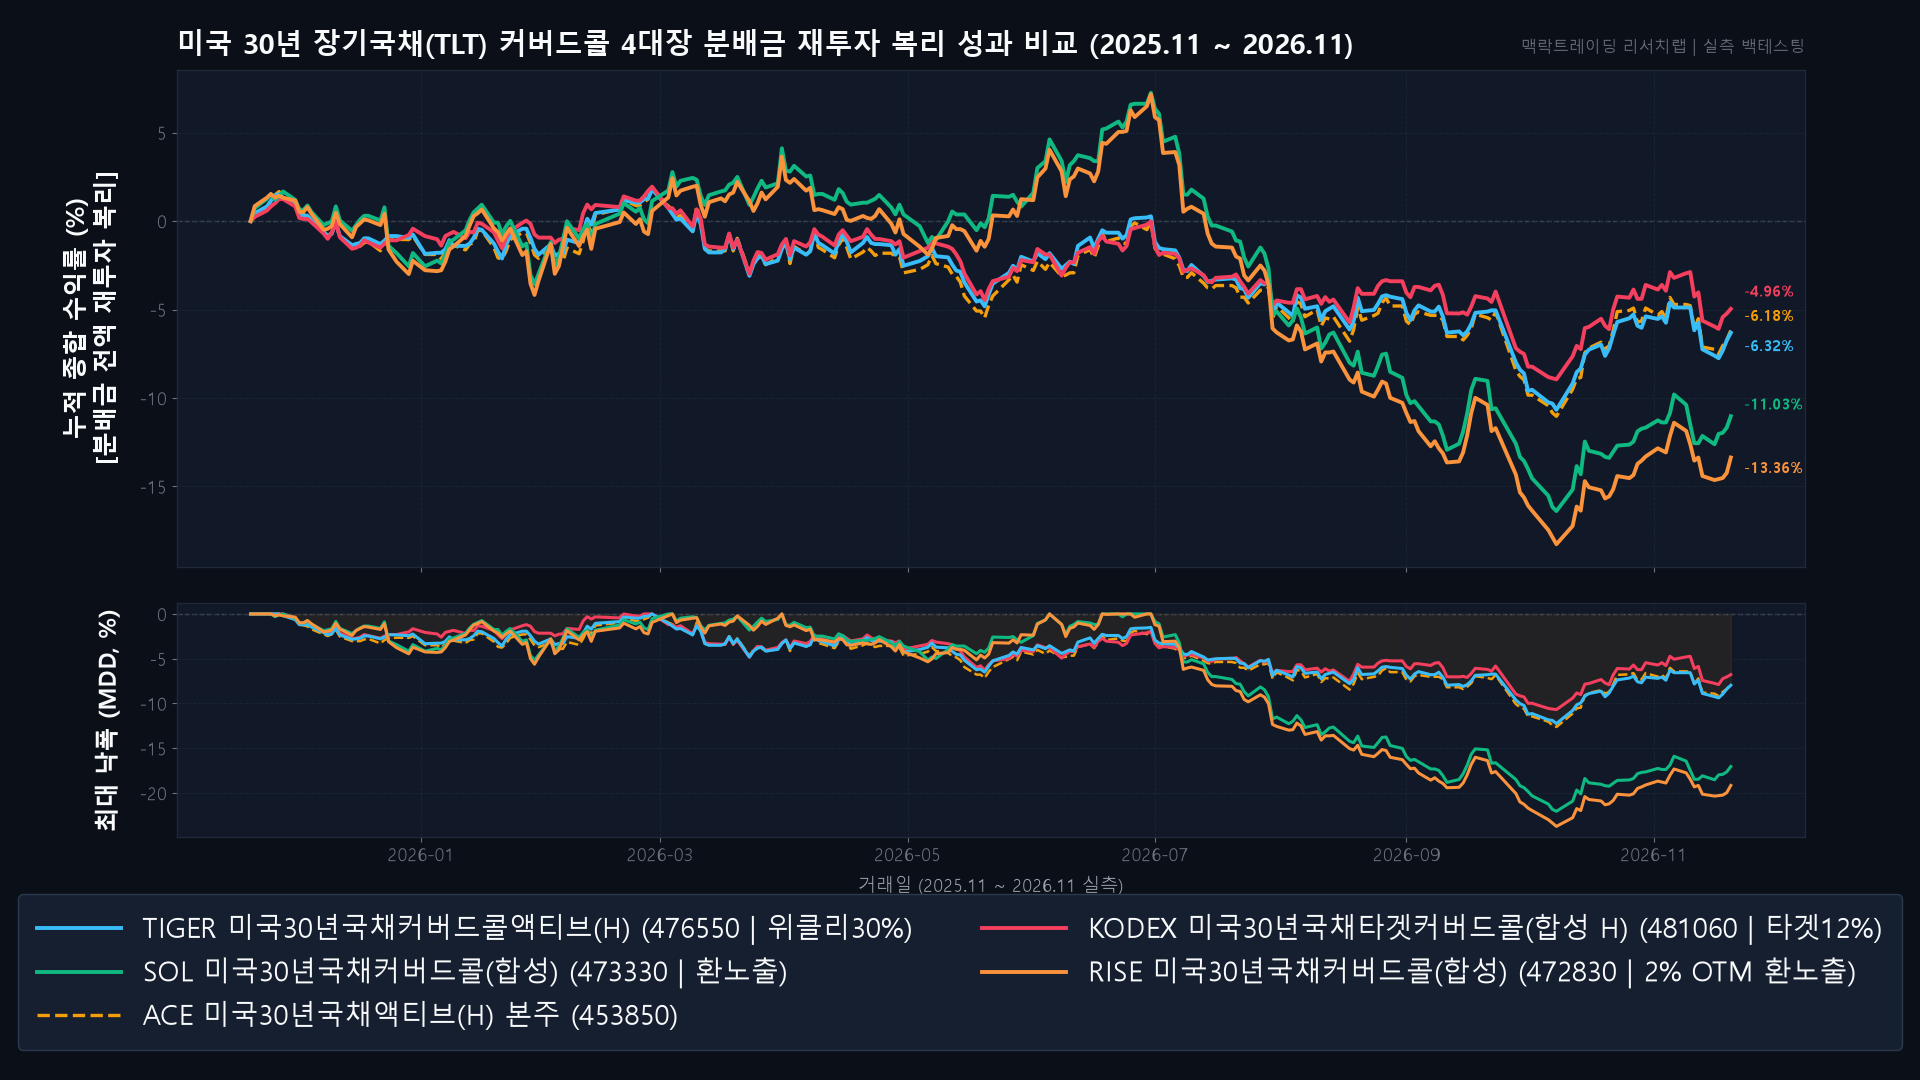 미국 30년 장기국채(TLT) 커버드콜 4대장 분배금 재투자 복리 성과 비교 (2025.11 ~ 2026.11)
맥락트레이딩 리서치랩 | 실측 백테스팅
누적 종합 수익률 (%)
[분배금 전액 재투자 복리]
5
0
-5
-10
-15
-4.96%
-6.18%
-6.32%
-11.03%
-13.36%
최대 낙폭 (MDD, %)
0
-5
-10
-15
-20
2026-01
2026-03
2026-05
2026-07
2026-09
2026-11
거래일 (2025.11 ~ 2026.11 실측)
TIGER 미국30년국채커버드콜액티브(H) (476550 | 위클리30%)
KODEX 미국30년국채타겟커버드콜(합성 H) (481060 | 타겟12%)
SOL 미국30년국채커버드콜(합성) (473330 | 환노출)
RISE 미국30년국채커버드콜(합성) (472830 | 2% OTM 환노출)
ACE 미국30년국채액티브(H) 본주 (453850)